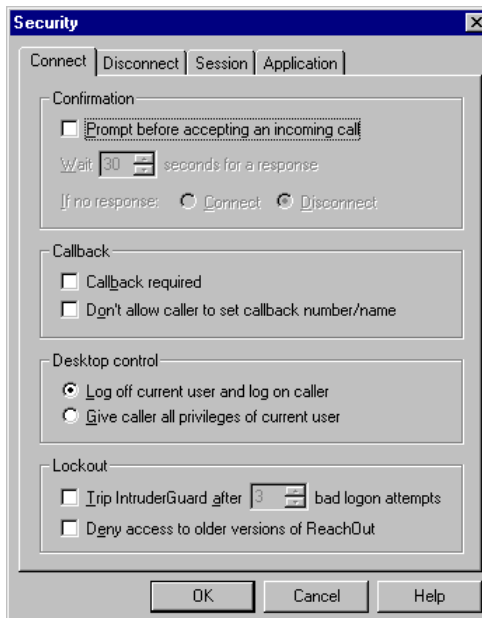 Security
Connect Disconnect Session Application
Confirmation
Prompt before accepting an incoming call
Wait 30 seconds for a response
If no response: Connect Disconnect
Callback
Callback required
Don't allow caller to set callback number/name
Desktop control
Log off current user and log on caller
Give caller all privileges of current user
Lockout
Trip IntruderGuard after 3 bad logon attempts
Deny access to older versions of ReachOut
OK Cancel Help